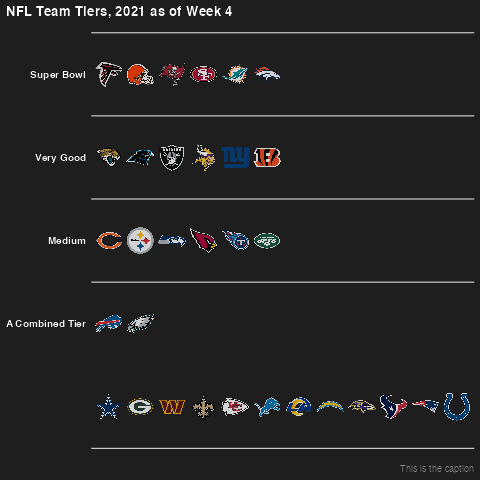 NFL Team Tiers, 2021 as of Week 4
Super Bowl
Very Good
Medium
A Combined Tier
This is the caption